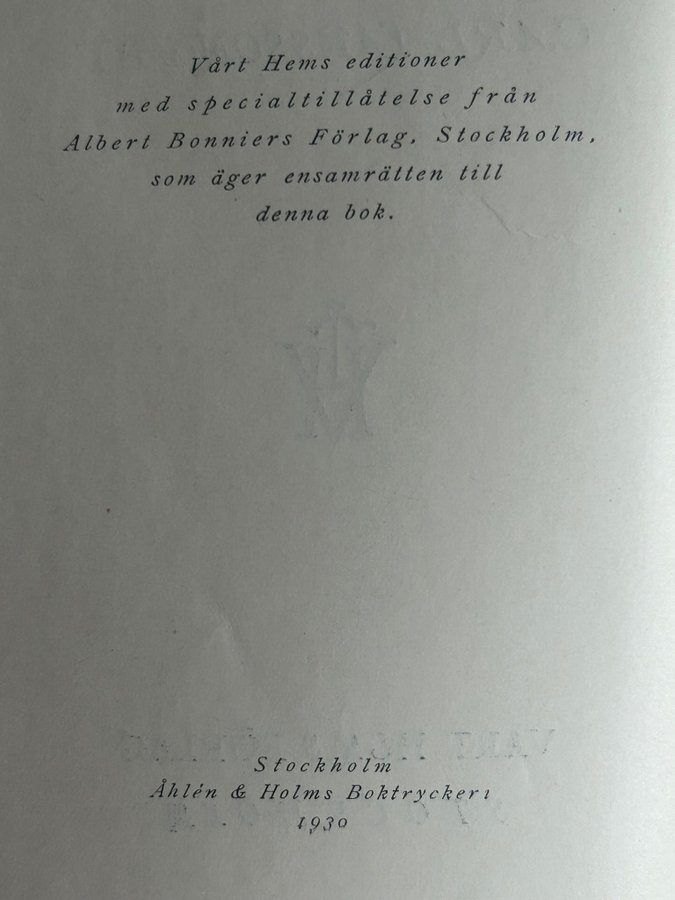 Vårt Hems editioner
med specialtillåtelse från
Albert Bonniers Förlag, Stockholm,
som äger ensamrätten till
denna bok.
Stockholm
Åhlén & Holms Boktryckeri
1930